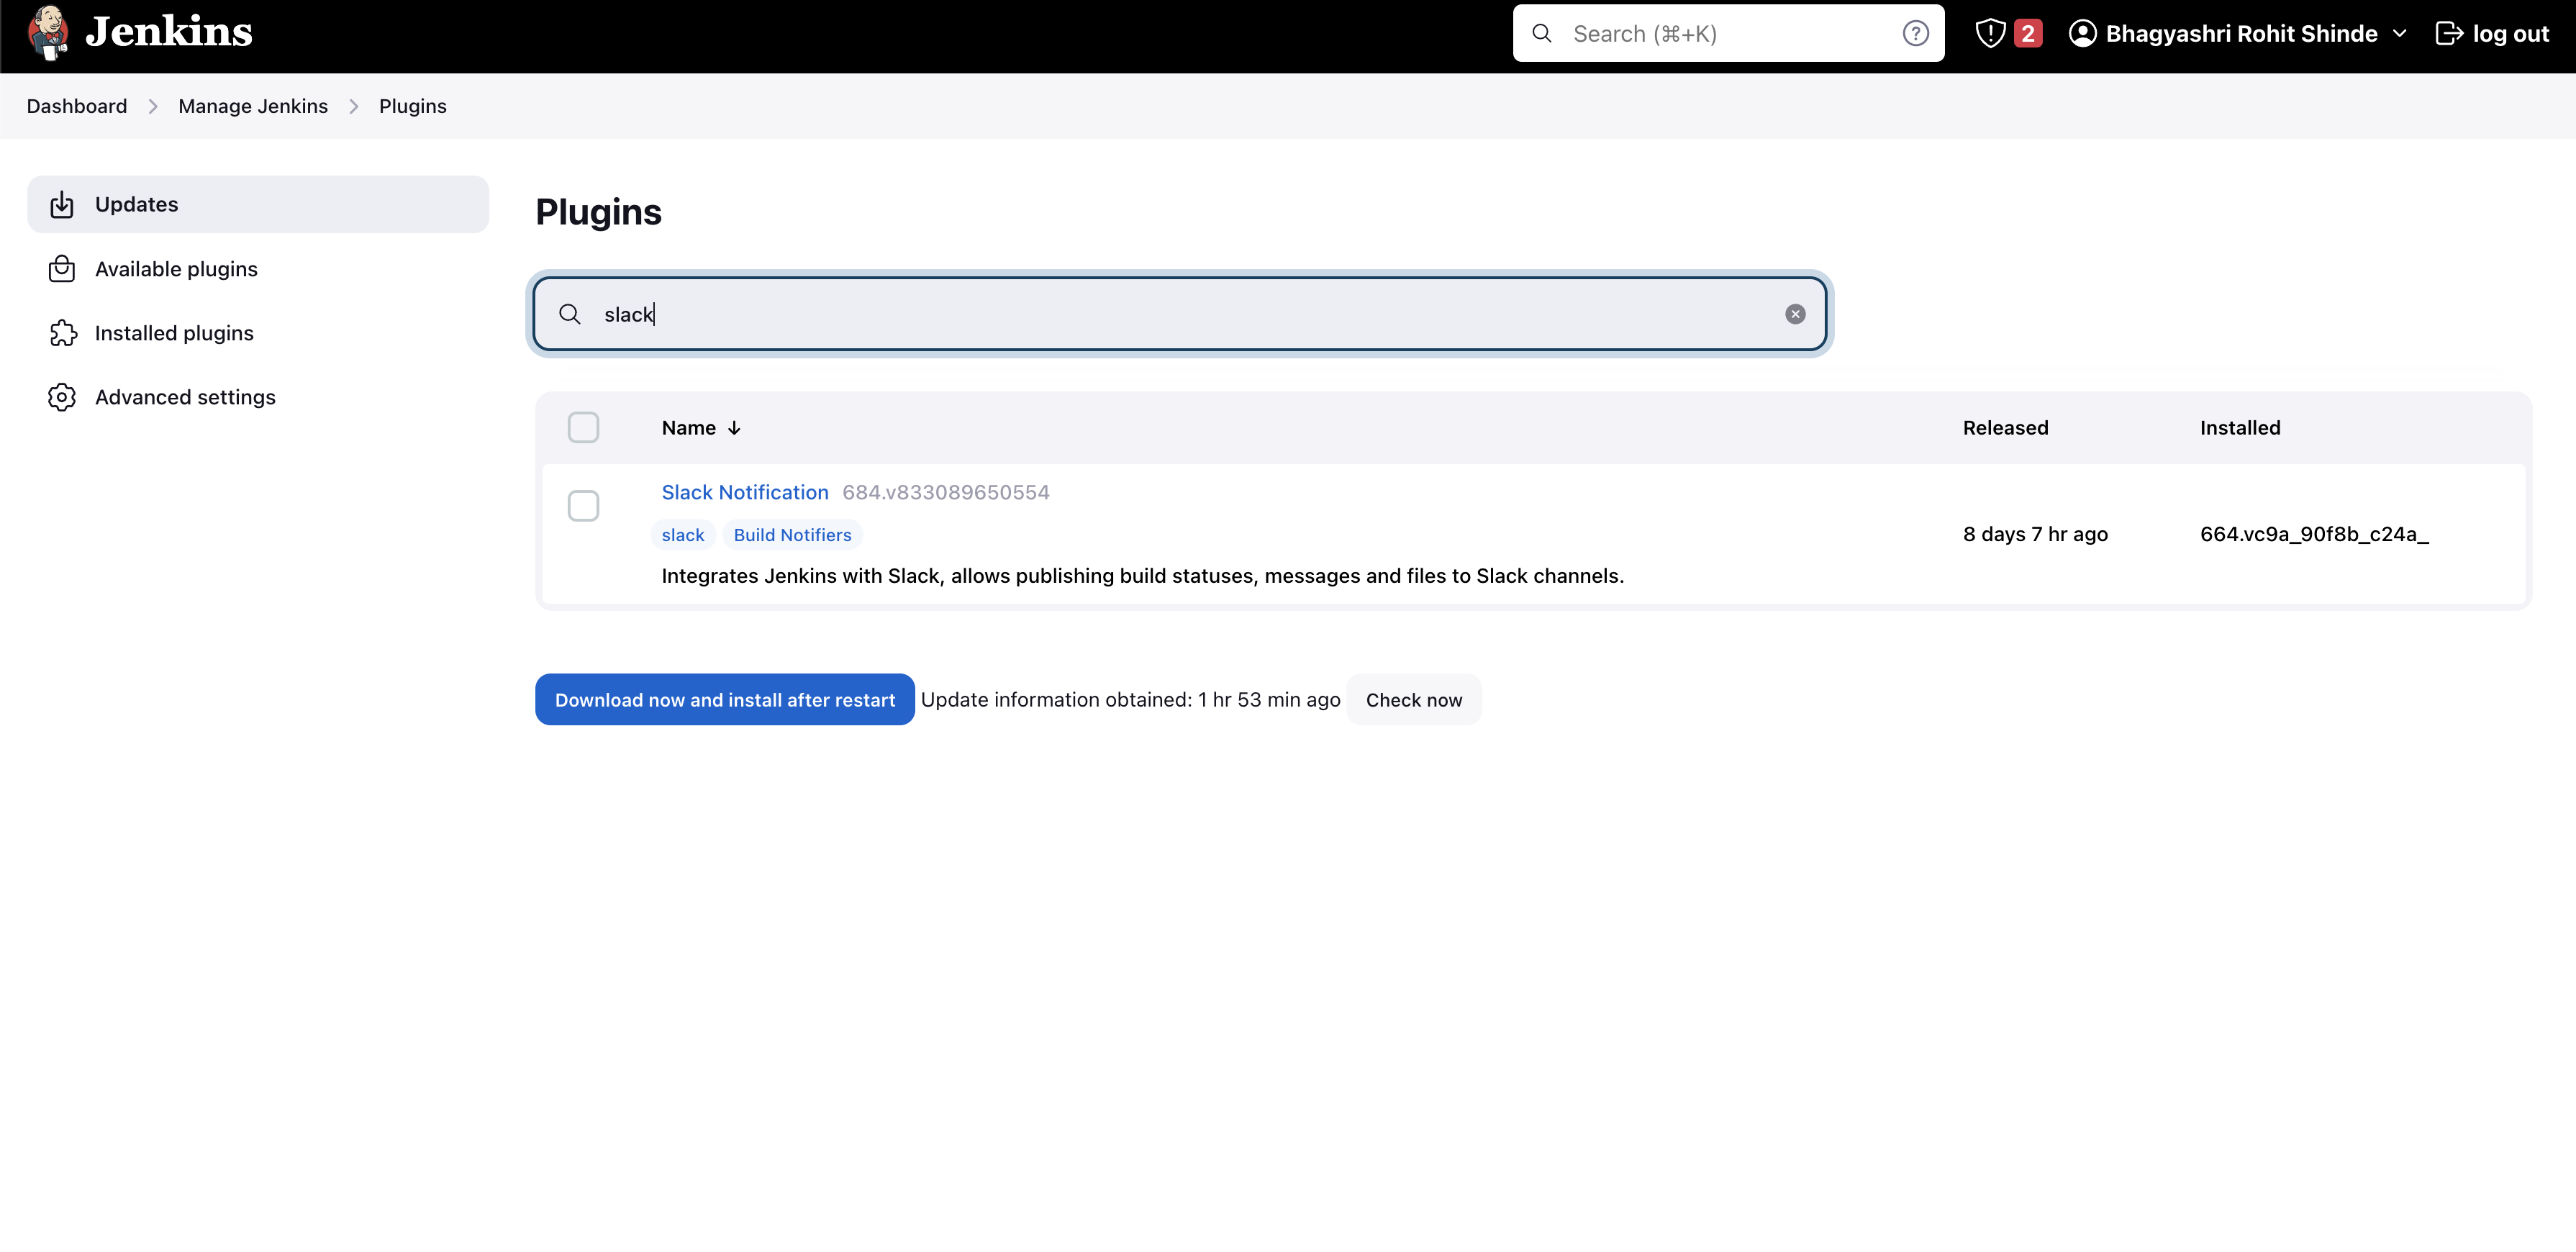 Jenkins
Search (⌘+K)
2
Bhagyashri Rohit Shinde
log out
Dashboard > Manage Jenkins > Plugins
Updates
Available plugins
Installed plugins
Advanced settings
Plugins
slack
Name ↓ Released Installed
Slack Notification 684.v833089650554
slack Build Notifiers
8 days 7 hr ago 664.vc9a_90f8b_c24a_
Integrates Jenkins with Slack, allows publishing build statuses, messages and files to Slack channels.
Download now and install after restart Update information obtained: 1 hr 53 min ago Check now